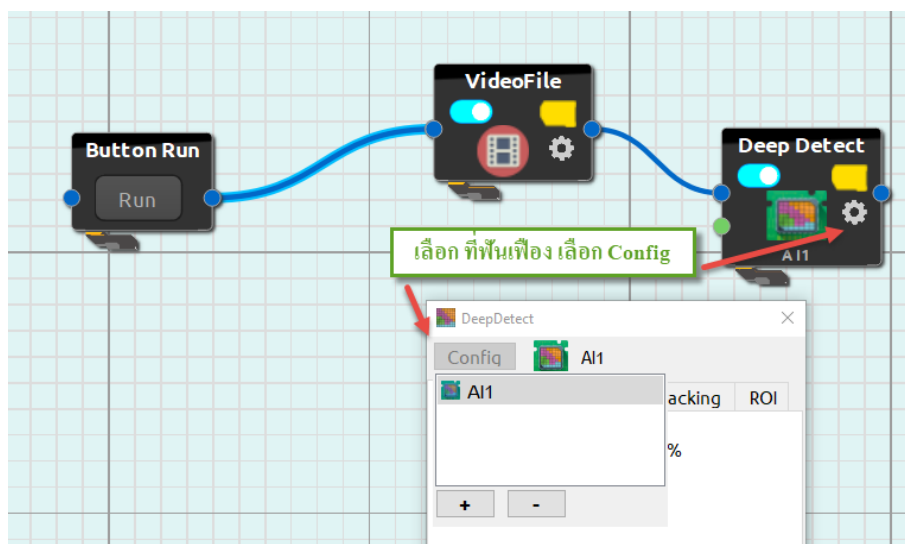 VideoFile
Button Run
Run
Deep Detect
AI1
เลือก ที่ฟันเฟือง เลือก Config
DeepDetect
Config AI1
AI1
acking ROI
%
+ -